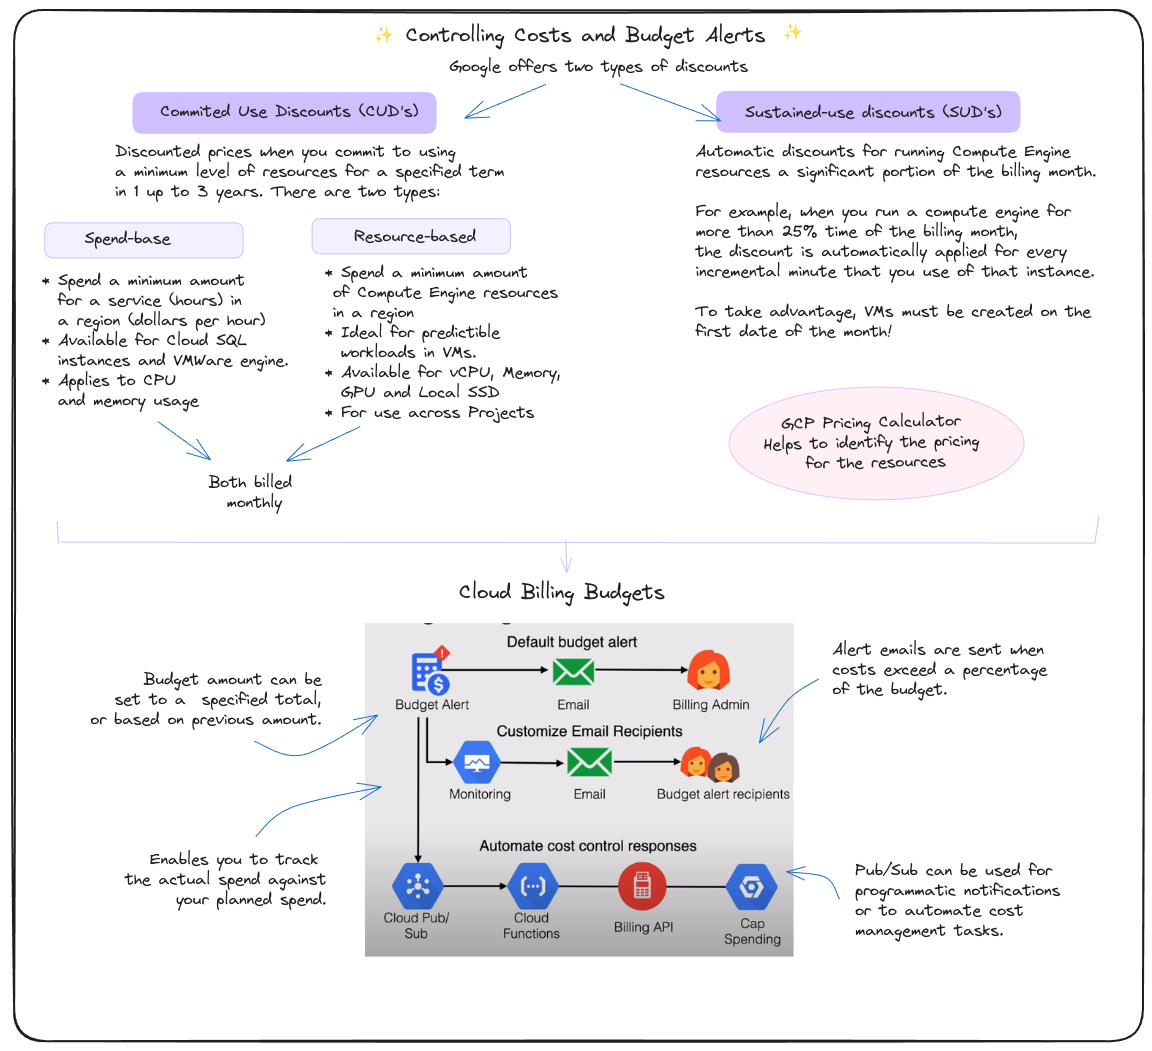 ✨ Controlling Costs and Budget Alerts ✨
Google offers two types of discounts
Commited Use Discounts (CUD's)
Discounted prices when you commit to using
a minimum level of resources for a specified term
in 1 up to 3 years. There are two types:
Spend-base
* Spend a minimum amount
for a service (hours) in
a region (dollars per hour)
* Available for Cloud SQL
instances and VMWare engine.
* Applies to CPU
and memory usage
Resource-based
* Spend a minimum amount
of Compute Engine resources
in a region
* Ideal for predictible
workloads in VMs.
* Available for vCPU, Memory,
GPU and Local SSD
* For use across Projects
Both billed
monthly
Sustained-use discounts (SUD's)
Automatic discounts for running Compute Engine
resources a significant portion of the billing month.
For example, when you run a compute engine for
more than 25% time of the billing month,
the discount is automatically applied for every
incremental minute that you use of that instance.
To take advantage, VMs must be created on the
first date of the month!
GCP Pricing Calculator
Helps to identify the pricing
for the resources
Cloud Billing Budgets
Budget amount can be
set to a specified total,
or based on previous amount.
Enables you to track
the actual spend against
your planned spend.
Default budget alert
Budget Alert
Email
Billing Admin
Customize Email Recipients
Monitoring
Email
Budget alert recipients
Automate cost control responses
Cloud Pub/
Sub
Cloud
Functions
Billing API
Cap
Spending
Alert emails are sent when
costs exceed a percentage
of the budget.
Pub/Sub can be used for
programmatic notifications
or to automate cost
management tasks.